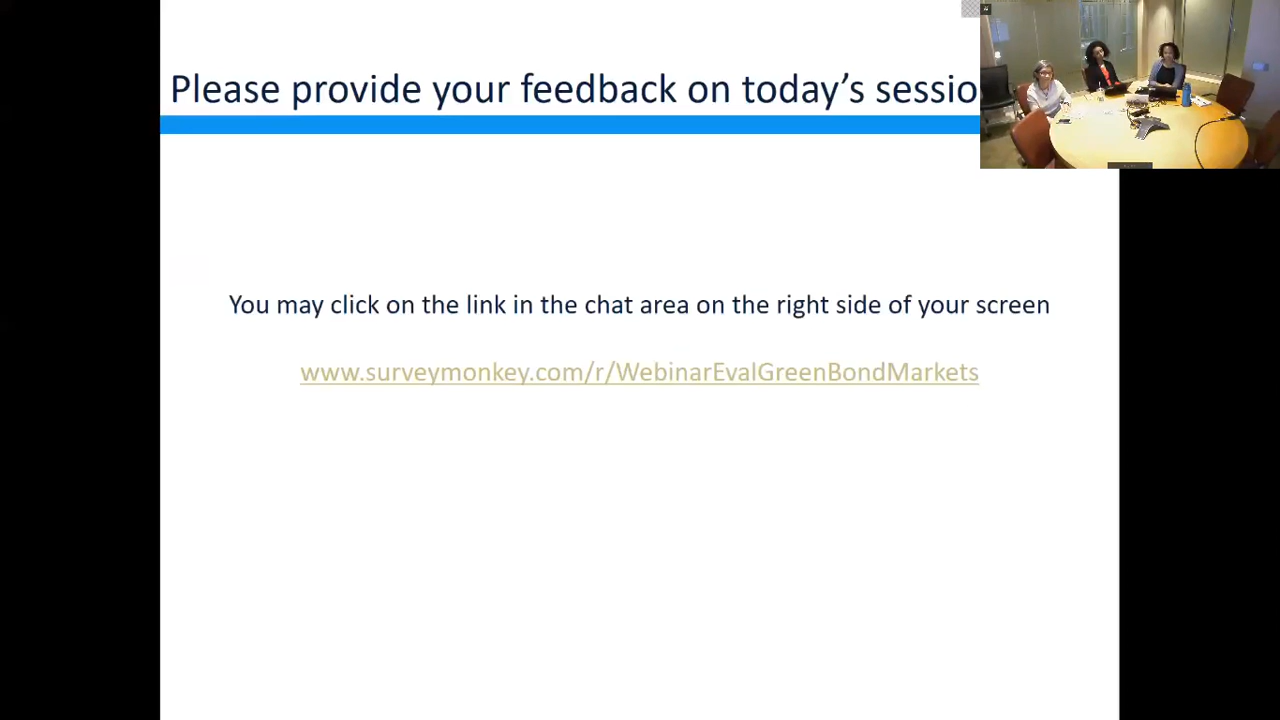 Please provide your feedback on today's sessio
You may click on the link in the chat area on the right side of your screen
www.surveymonkey.com/r/WebinarEvalGreenBondMarkets